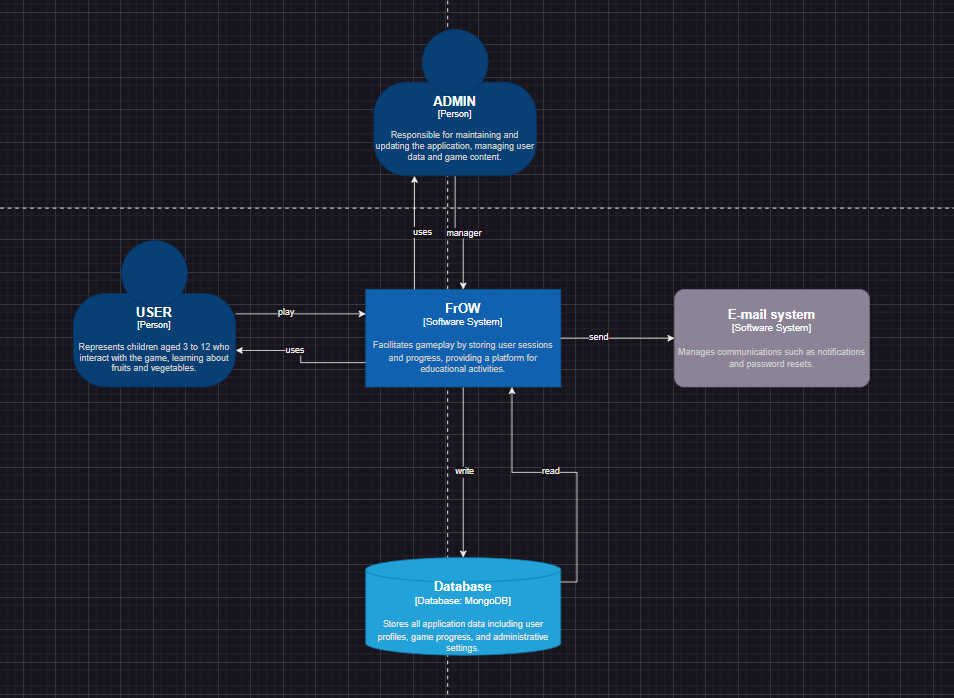 ADMIN
[Person]
Responsible for maintaining and
updating the application, managing user
data and game content.
uses
manager
USER
[Person]
Represents children aged 3 to 12 who
interact with the game, learning about
fruits and vegetables.
play
uses
FrOW
[Software System]
Facilitates gameplay by storing user sessions
and progress, providing a platform for
educational activities.
send
E-mail system
[Software System]
Manages communications such as notifications
and password resets.
write
read
Database
[Database: MongoDB]
Stores all application data including user
profiles, game progress, and administrative
settings.